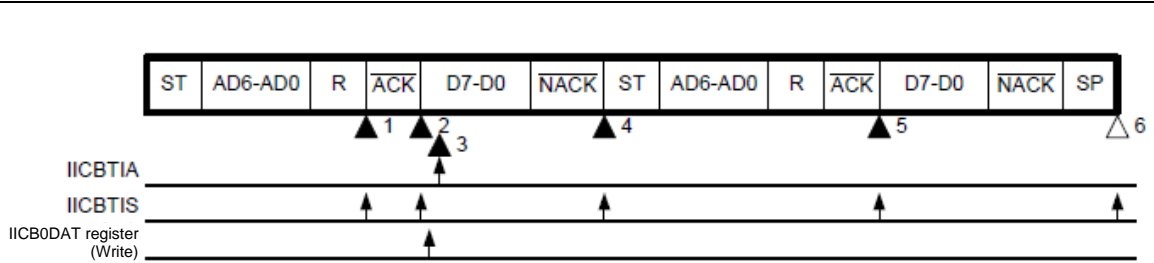 ST AD6-AD0 R ACK D7-D0 NACK ST AD6-AD0 R ACK D7-D0 NACK SP
1 2 4 5 6
3
IICBTIA
IICBTIS
IICB0DAT register
(Write)